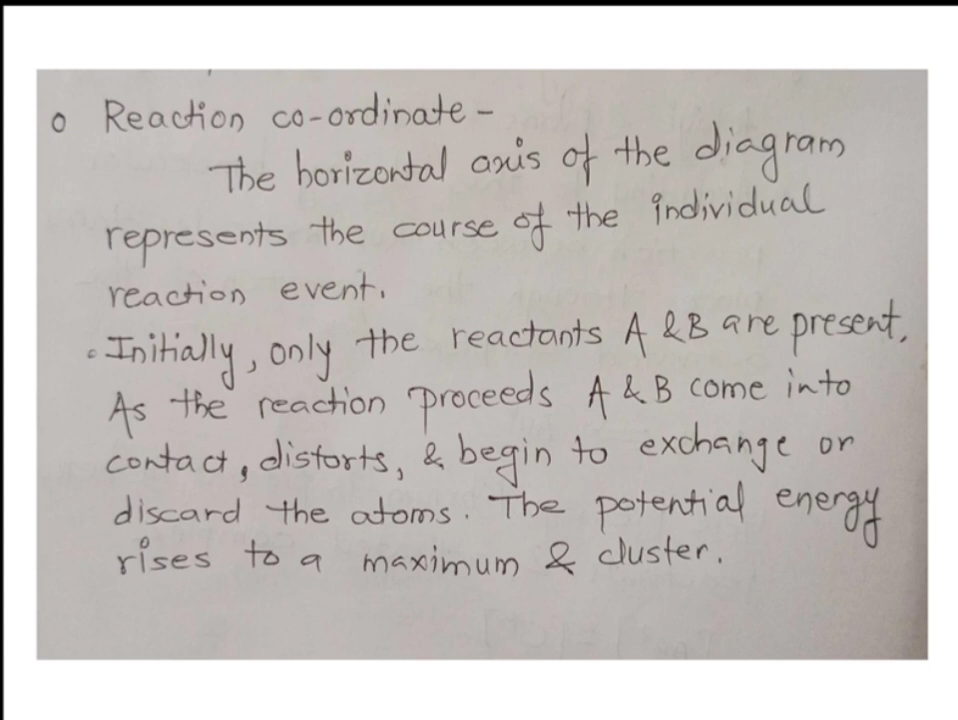 o Reaction co-ordinate -
The horizontal axis of the diagram
represents the course of the individual
reaction event.
• Initially, only the reactants A & B are present.
As the reaction proceeds A & B come into
contact, distorts, & begin to exchange or
discard the atoms. The potential energy
rises to a maximum & cluster.